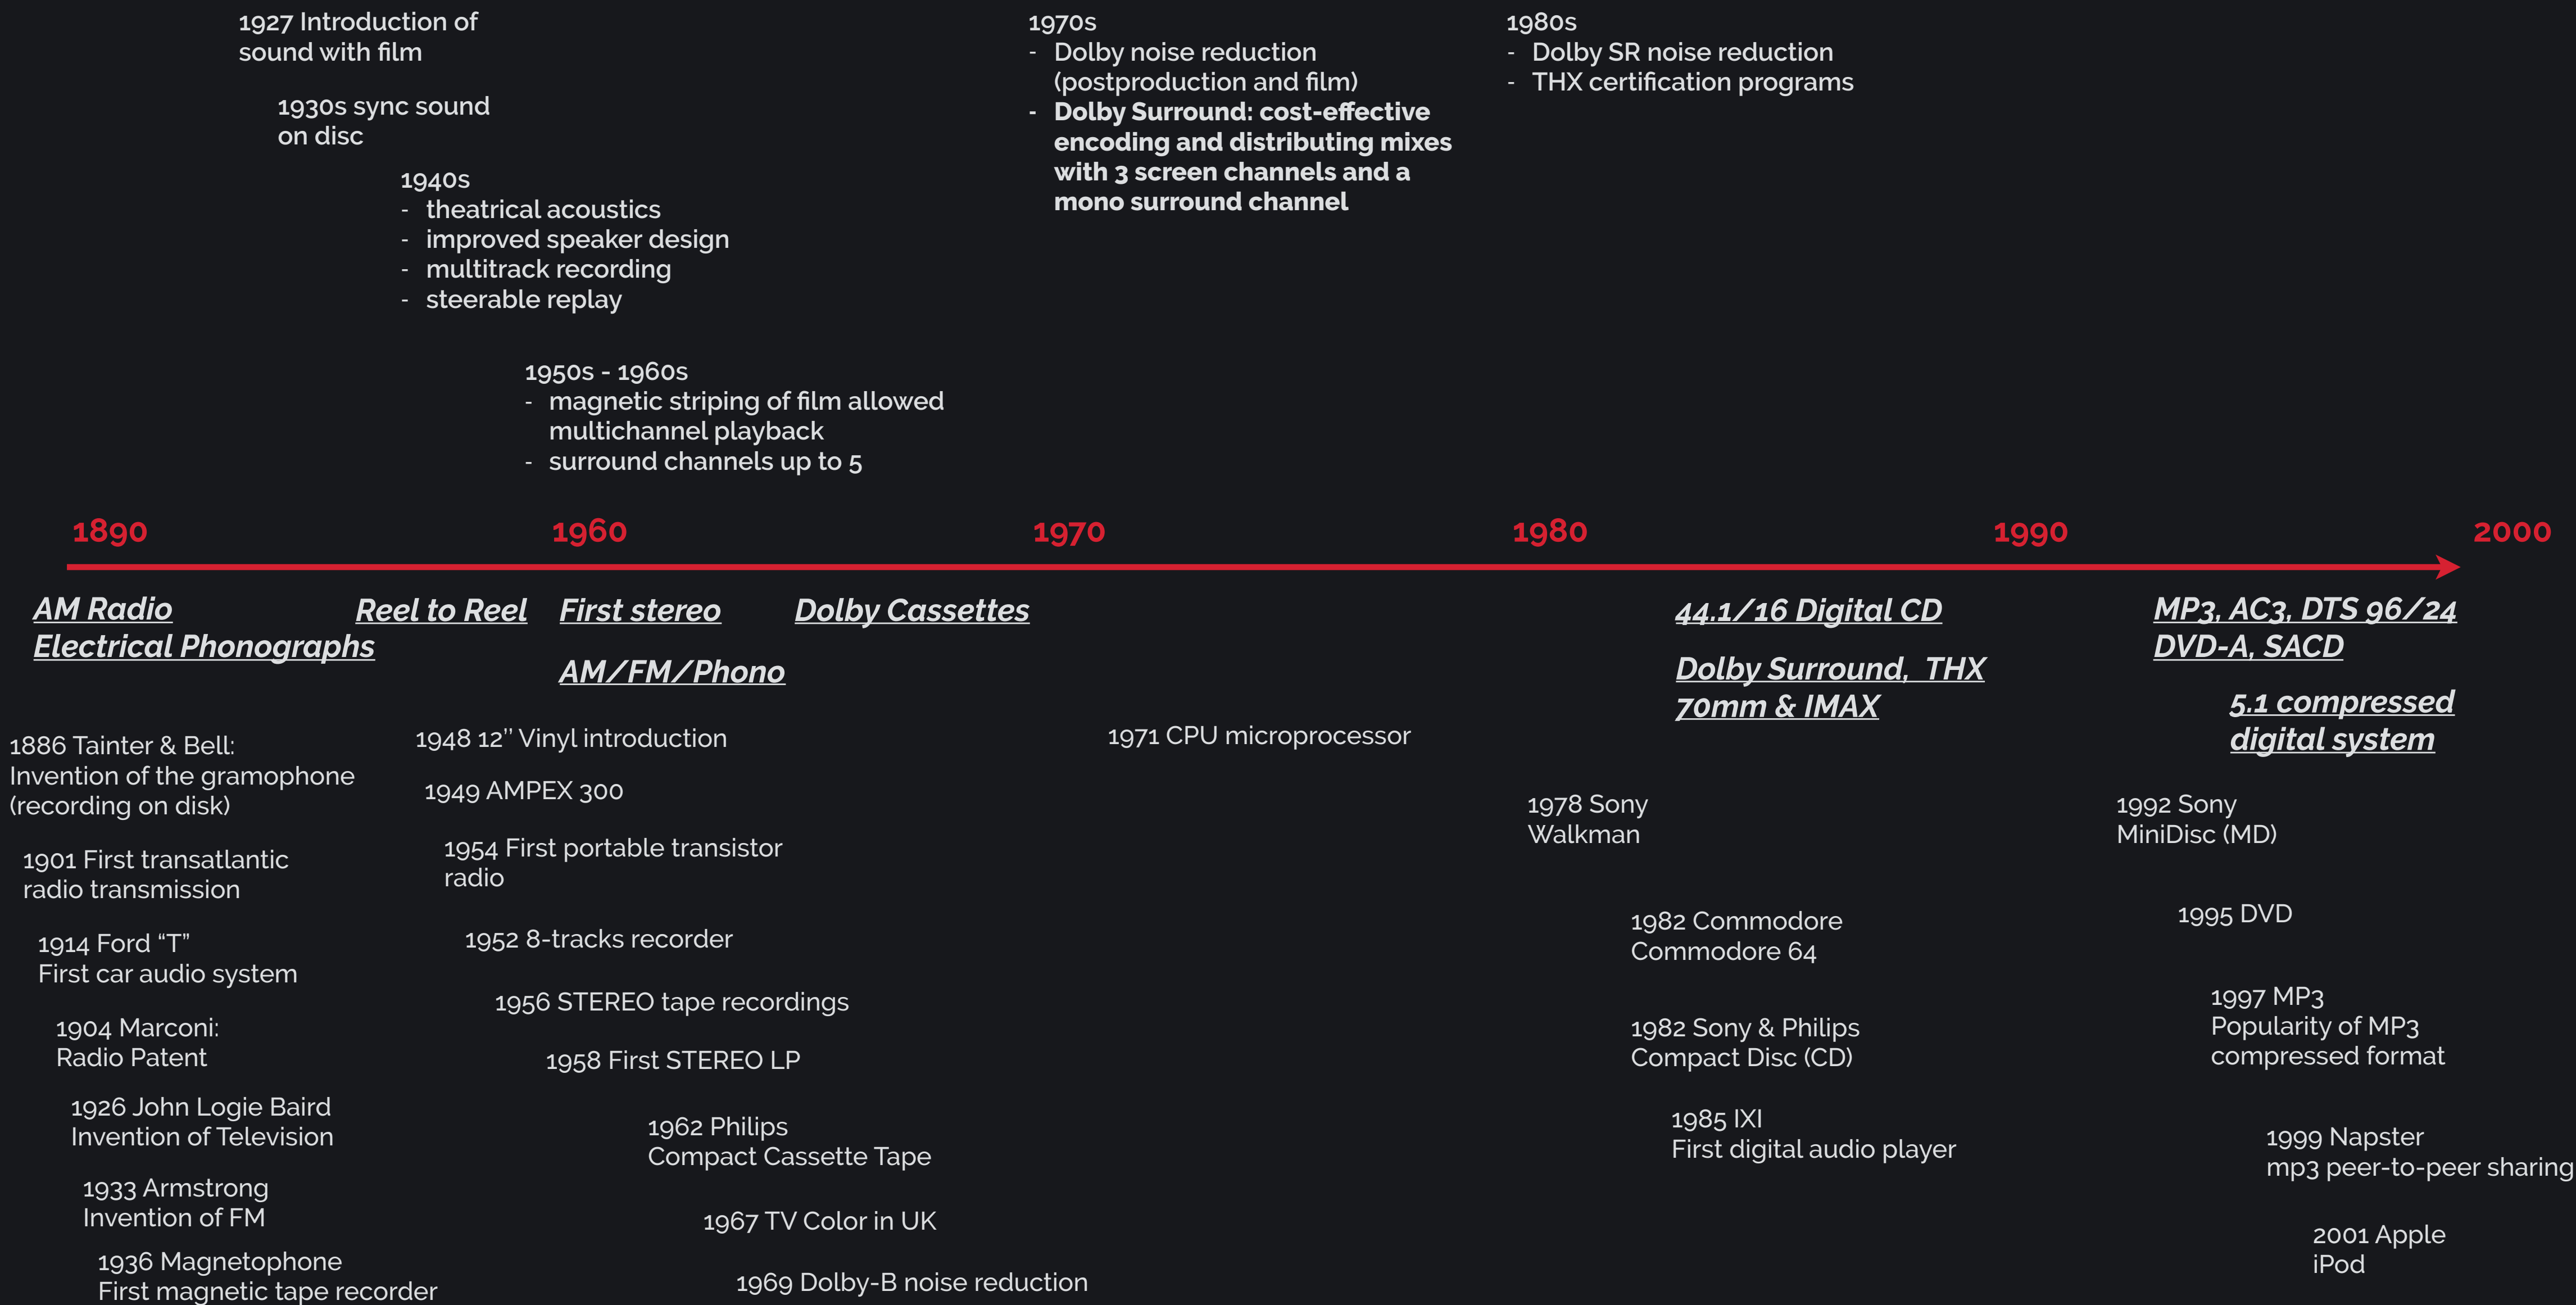 1927 Introduction of
sound with film
1930s sync sound
on disc
1940s
- theatrical acoustics
- improved speaker design
- multitrack recording
- steerable replay
1950s - 1960s
- magnetic striping of film allowed
multichannel playback
- surround channels up to 5
1970s
- Dolby noise reduction
(postproduction and film)
- Dolby Surround: cost-effective
encoding and distributing mixes
with 3 screen channels and a
mono surround channel
1980s
- Dolby SR noise reduction
- THX certification programs
1890 1960 1970 1980 1990 2000
AM Radio
Electrical Phonographs
Reel to Reel
First stereo
AM/FM/Phono
Dolby Cassettes
44.1/16 Digital CD
Dolby Surround, THX
70mm & IMAX
MP3, AC3, DTS 96/24
DVD-A, SACD
5.1 compressed
digital system
1886 Tainter & Bell:
Invention of the gramophone
(recording on disk)
1901 First transatlantic
radio transmission
1914 Ford “T”
First car audio system
1904 Marconi:
Radio Patent
1926 John Logie Baird
Invention of Television
1933 Armstrong
Invention of FM
1936 Magnetophone
First magnetic tape recorder
1948 12’’ Vinyl introduction
1949 AMPEX 300
1954 First portable transistor
radio
1952 8-tracks recorder
1956 STEREO tape recordings
1958 First STEREO LP
1962 Philips
Compact Cassette Tape
1967 TV Color in UK
1969 Dolby-B noise reduction
1971 CPU microprocessor
1978 Sony
Walkman
1982 Commodore
Commodore 64
1982 Sony & Philips
Compact Disc (CD)
1985 IXI
First digital audio player
1992 Sony
MiniDisc (MD)
1995 DVD
1997 MP3
Popularity of MP3
compressed format
1999 Napster
mp3 peer-to-peer sharing
2001 Apple
iPod